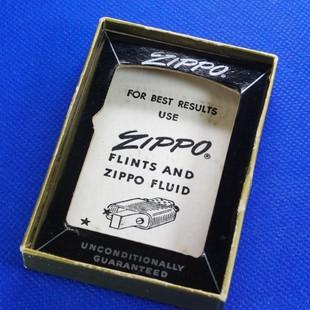 ZIPPO
FOR BEST RESULTS
USE
ZIPPO®
FLINTS AND
ZIPPO FLUID
UNCONDITIONALLY
GUARANTEED